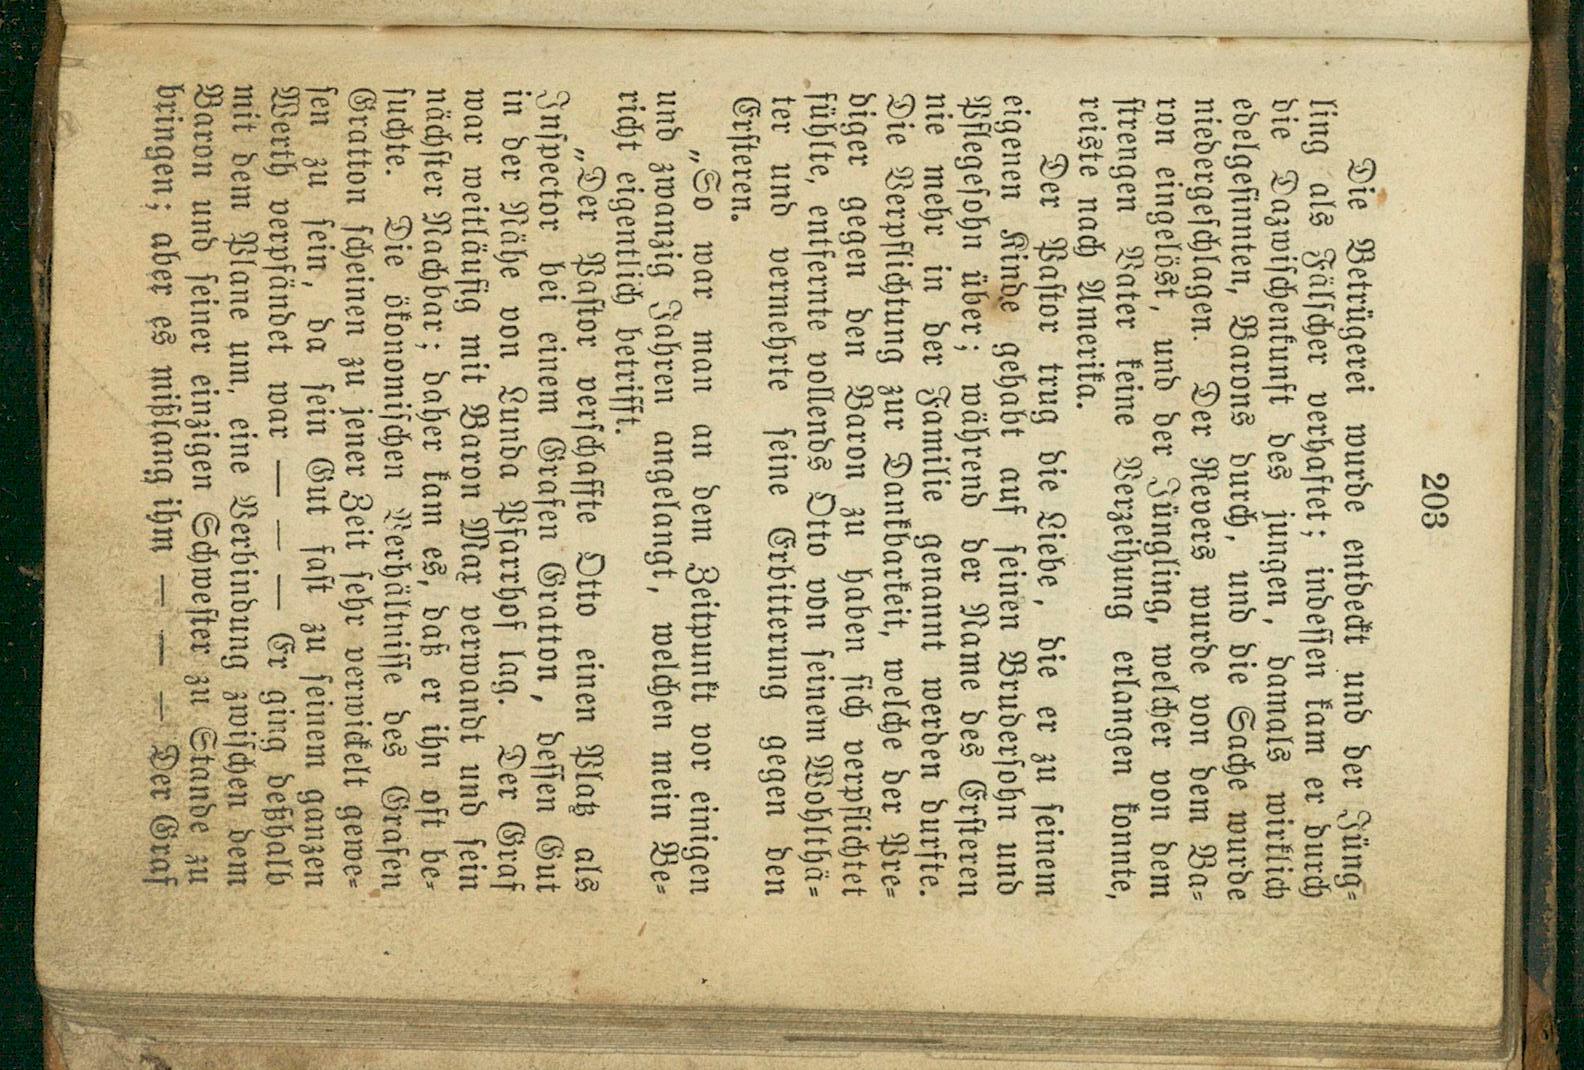 203
Die Betrügerei wurde entdeckt und der Jüng-
ling als Fälscher verhaftet; indessen kam er durch
die Dazwischenkunft des jungen, damals wirklich
edelgesinnten, Barons durch, und die Sache wurde
niedergeschlagen. Der Revers wurde von dem Ba-
ron eingelöst, und der Jüngling, welcher von dem
strengen Vater keine Verzeihung erlangen konnte,
reiste nach Amerika.
Der Pastor trug die Liebe, die er zu seinem
eigenen Kinde gehabt auf seinen Brudersohn und
Pflegesohn über; während der Name des Ersteren
nie mehr in der Familie genannt werden durfte.
Die Verpflichtung zur Dankbarkeit, welche der Pre-
diger gegen den Baron zu haben sich verpflichtet
fühlte, entfernte vollends Otto von seinem Wohlthä-
ter und vermehrte seine Erbitterung gegen den
Ersteren.
„So war man an dem Zeitpunkt vor einigen
und zwanzig Jahren angelangt, welchen mein Be-
richt eigentlich betrifft.
„Der Pastor verschaffte Otto einen Platz als
Inspector bei einem Grafen Gratton, dessen Gut
in der Nähe von Lunda Pfarrhof lag. Der Graf
war weitläufig mit Baron Max verwandt und sein
nächster Nachbar; daher kam es, daß er ihn oft be-
suchte. Die ökonomischen Verhältnisse des Grafen
Gratton scheinen zu jener Zeit sehr verwickelt gewe-
sen zu sein, da sein Gut fast zu seinem ganzen
Werth verpfändet war — — — Er ging deßhalb
mit dem Plane um, eine Verbindung zwischen dem
Baron und seiner einzigen Schwester zu Stande zu
bringen; aber es mißlang ihm — — — Der Graf